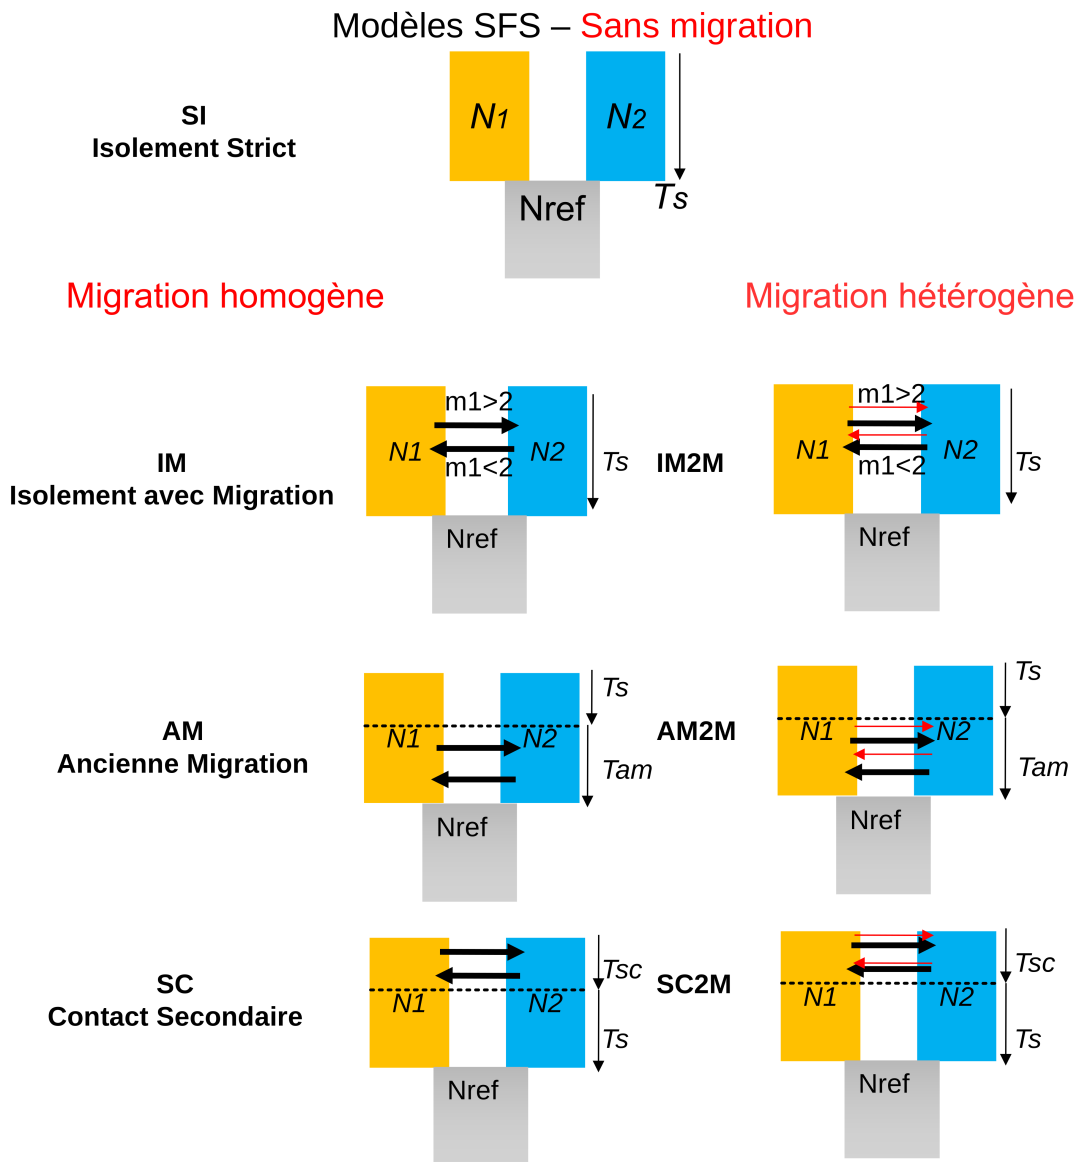 Modèles SFS – Sans migration
SI
Isolement Strict
N1
N2
Ts
Nref
Migration homogène
Migration hétérogène
IM
Isolement avec Migration
m1>2
N1
N2
m1<2
Ts
Nref
IM2M
m1>2
N1
N2
m1<2
Ts
Nref
AM
Ancienne Migration
Ts
N1
N2
Tam
Nref
AM2M
Ts
N1
N2
Tam
Nref
SC
Contact Secondaire
Tsc
N1
N2
Ts
Nref
SC2M
Tsc
N1
N2
Ts
Nref